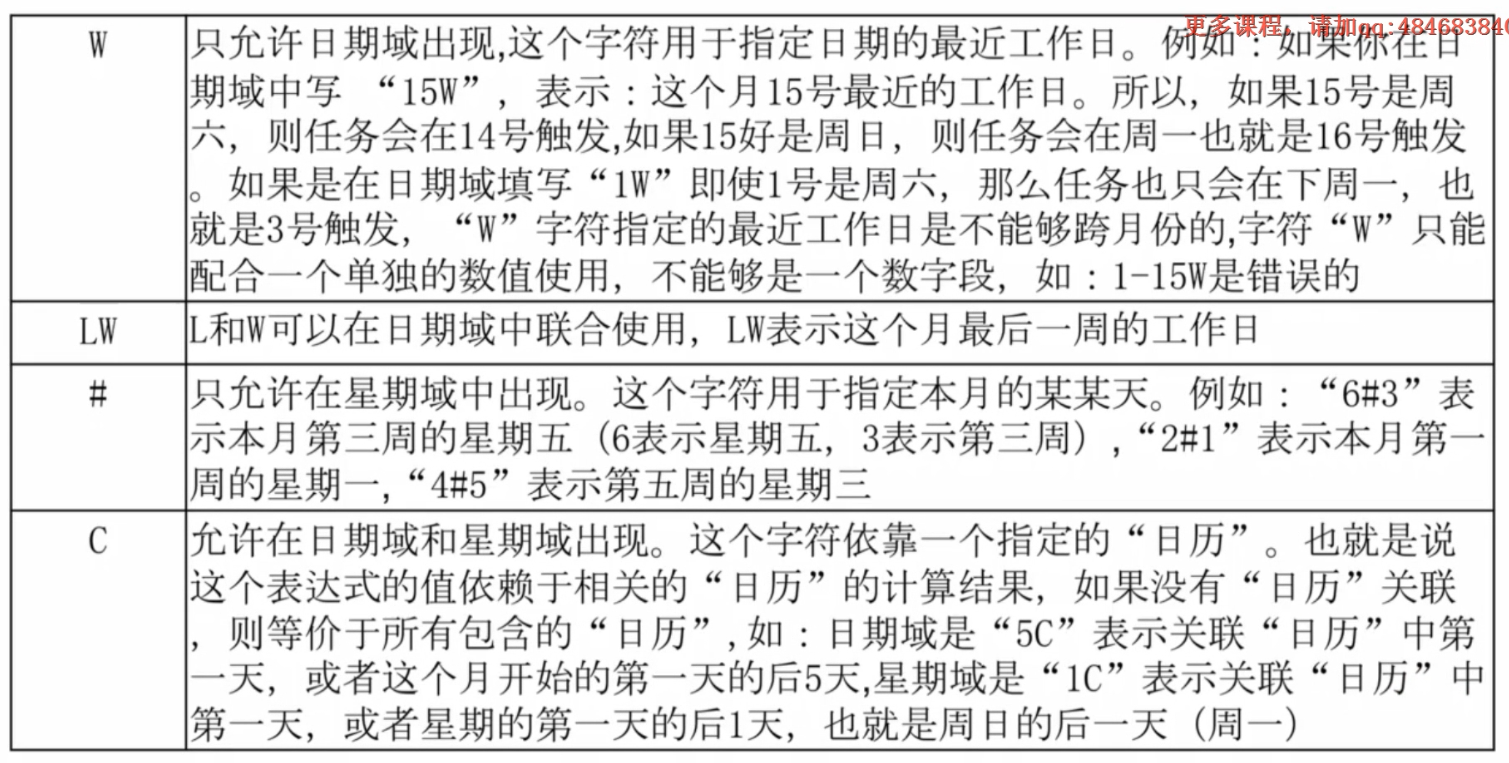 更多课程，请加qq:484683840
W
只允许日期域出现,这个字符用于指定日期的最近工作日。例如：如果你在日
期域中写 “15W”，表示：这个月15号最近的工作日。所以，如果15号是周
六，则任务会在14号触发,如果15好是周日，则任务会在周一也就是16号触发
。如果是在日期域填写“1W”即使1号是周六，那么任务也只会在下周一，也
就是3号触发，“W”字符指定的最近工作日是不能够跨月份的,字符“W”只能
配合一个单独的数值使用，不能够是一个数字段，如：1-15W是错误的
LW
L和W可以在日期域中联合使用，LW表示这个月最后一周的工作日
#
只允许在星期域中出现。这个字符用于指定本月的某某天。例如：“6#3”表
示本月第三周的星期五（6表示星期五，3表示第三周）,“2#1”表示本月第一
周的星期一,“4#5”表示第五周的星期三
C
允许在日期域和星期域出现。这个字符依靠一个指定的“日历”。也就是说
这个表达式的值依赖于相关的“日历”的计算结果，如果没有“日历”关联
，则等价于所有包含的“日历”,如：日期域是“5C”表示关联“日历”中第
一天，或者这个月开始的第一天的后5天,星期域是“1C”表示关联“日历”中
第一天，或者星期的第一天的后1天，也就是周日的后一天（周一）